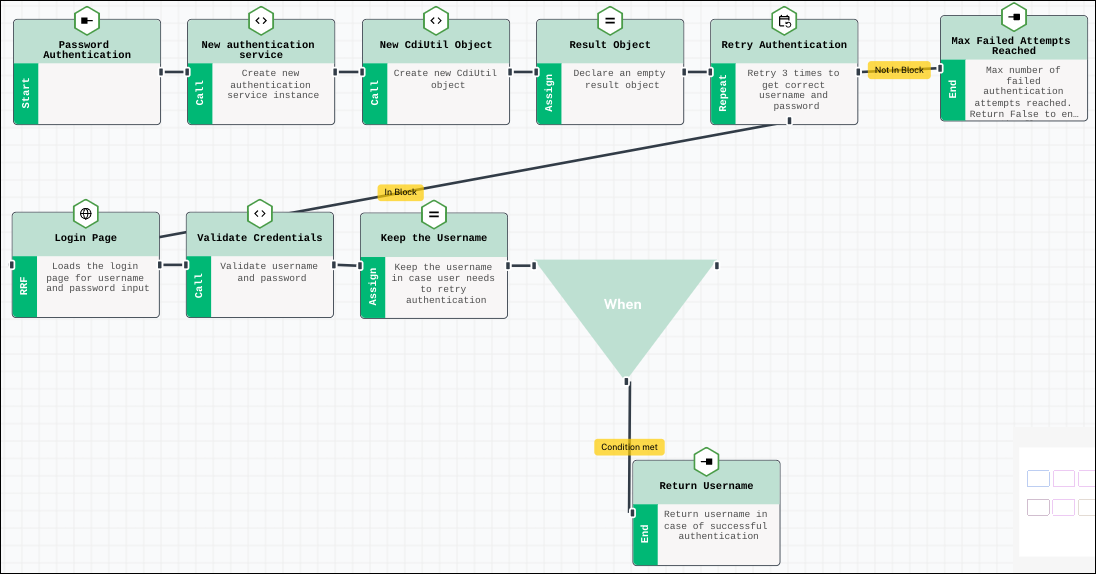 Password
Authentication
Start
New authentication
service
Call
Create new
authentication
service instance
New CdiUtil Object
Call
Create new CdiUtil
object
Result Object
Assign
Declare an empty
result object
Retry Authentication
Repeat
Retry 3 times to
get correct
username and
password
Not In Block
Max Failed Attempts
Reached
End
Max number of
failed
authentication
attempts reached.
Return False to en…
In Block
Login Page
RRF
Loads the login
page for username
and password input
Validate Credentials
Call
Validate username
and password
Keep the Username
Assign
Keep the username
in case user needs
to retry
authentication
When
Condition met
Return Username
End
Return username in
case of successful
authentication